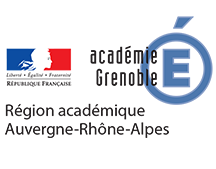 académie
Grenoble
É
Liberté • Égalité • Fraternité
RÉPUBLIQUE FRANÇAISE
Région académique
Auvergne-Rhône-Alpes